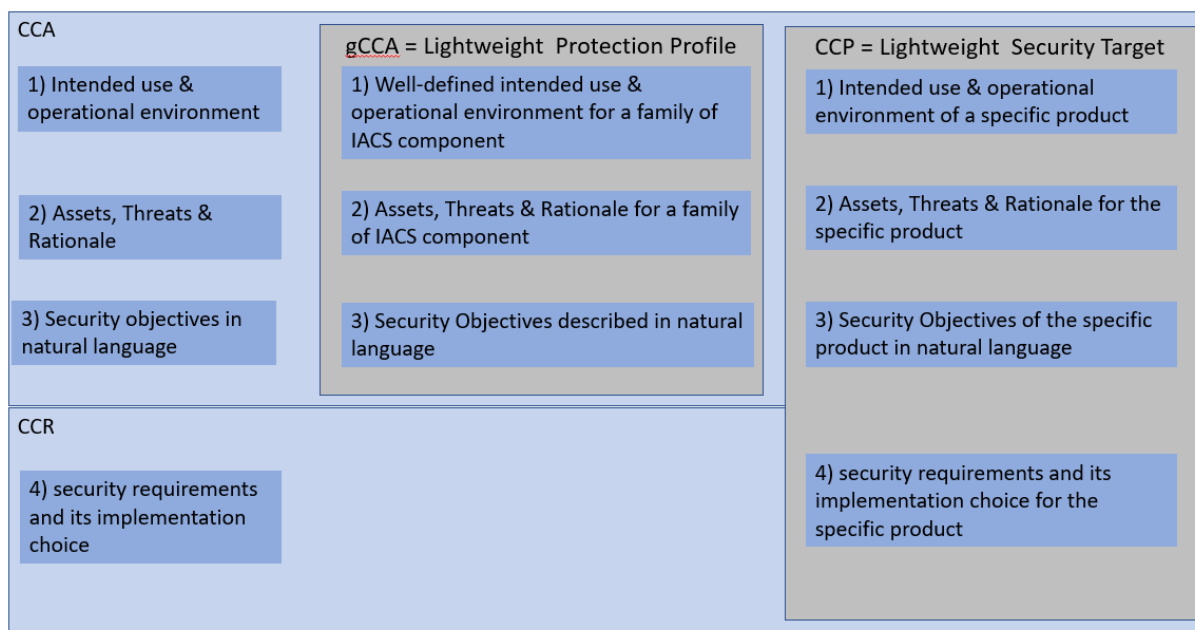 CCA
1) Intended use &
operational environment
2) Assets, Threats &
Rationale
3) Security objectives in
natural language
gCCA = Lightweight  Protection Profile
1) Well-defined intended use &
operational environment for a family of
IACS component
2) Assets, Threats & Rationale for a family
of IACS component
3) Security Objectives described in natural
language
CCP = Lightweight  Security Target
1) Intended use & operational
environment of a specific product
2) Assets, Threats & Rationale for the
specific product
3) Security Objectives of the specific
product in natural language
4) security requirements and its
implementation choice for the
specific product
CCR
4) security requirements
and its implementation
choice